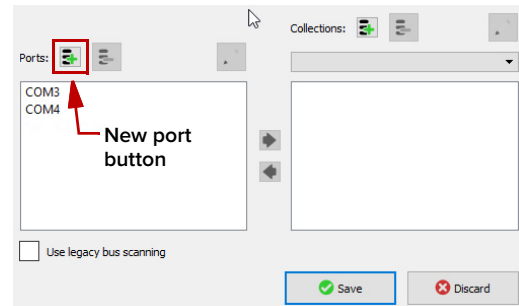 Collections:
Ports:
COM3
COM4
New port
button
Use legacy bus scanning
Save
Discard